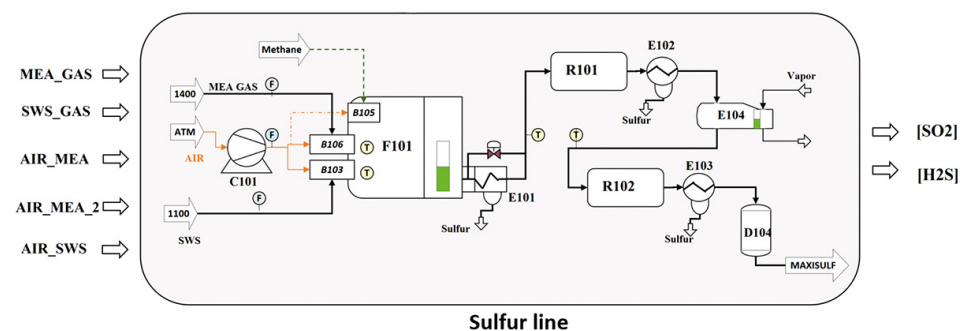 MEA_GAS
SWS_GAS
AIR_MEA
AIR_MEA_2
AIR_SWS
Methane
1400
MEA GAS
F
ATM
AIR
F
C101
B105
B106
T
F101
B103
T
F
1100
SWS
E101
Sulfur
T
R101
E102
Sulfur
Vapor
E104
T
R102
E103
Sulfur
D104
MAXISULF
[SO2]
[H2S]
Sulfur line